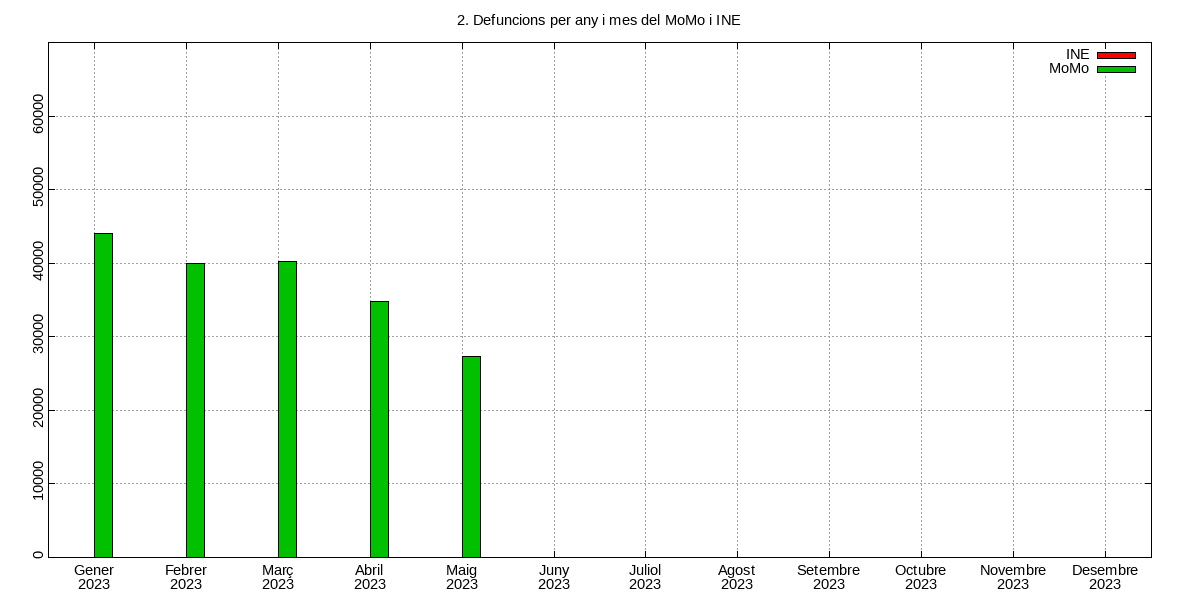 2. Defuncions per any i mes del MoMo i INE
INE
MoMo
60000
50000
40000
30000
20000
10000
0
Gener Febrer Març Abril Maig Juny Juliol Agost Setembre Octubre Novembre Desembre
2023 2023 2023 2023 2023 2023 2023 2023 2023 2023 2023 2023